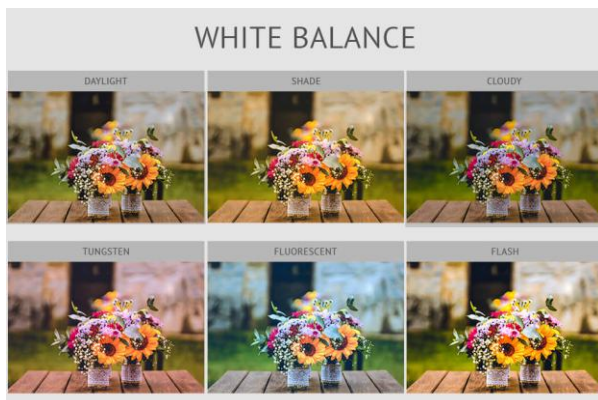 WHITE BALANCE
DAYLIGHT
SHADE
CLOUDY
TUNGSTEN
FLUORESCENT
FLASH